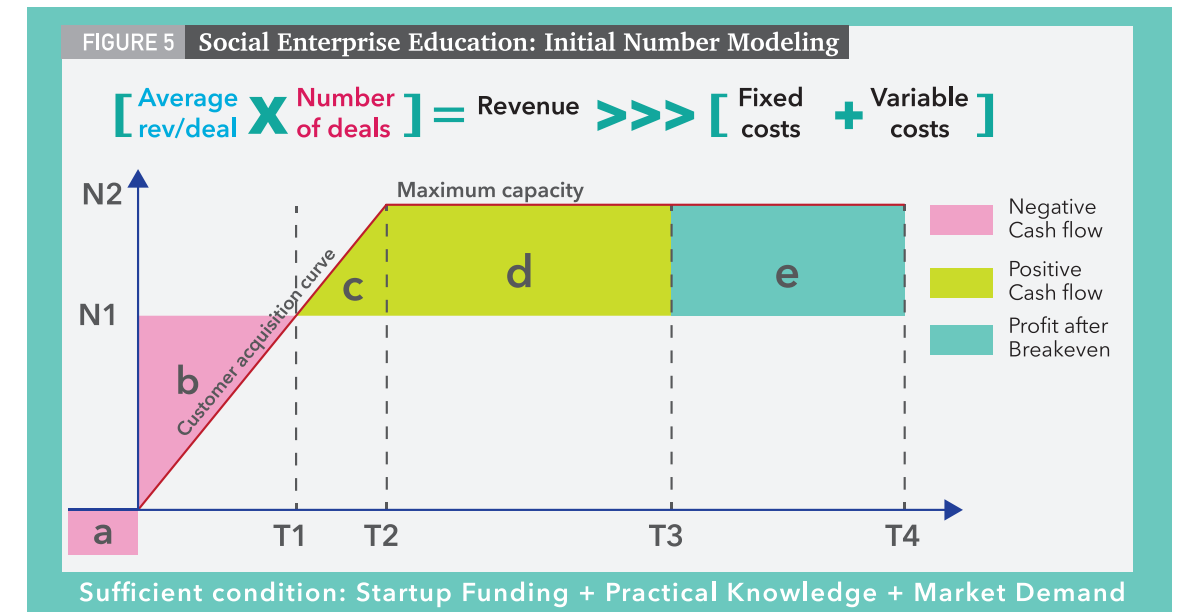 FIGURE 5 Social Enterprise Education: Initial Number Modeling
[ Average rev/deal X Number of deals ] = Revenue >>> [ Fixed costs + Variable costs ]
N2
Maximum capacity
Negative
Cash flow
Customer acquisition curve
c
d
e
Positive
Cash flow
N1
Profit after
Breakeven
b
a
T1
T2
T3
T4
Sufficient condition: Startup Funding + Practical Knowledge + Market Demand